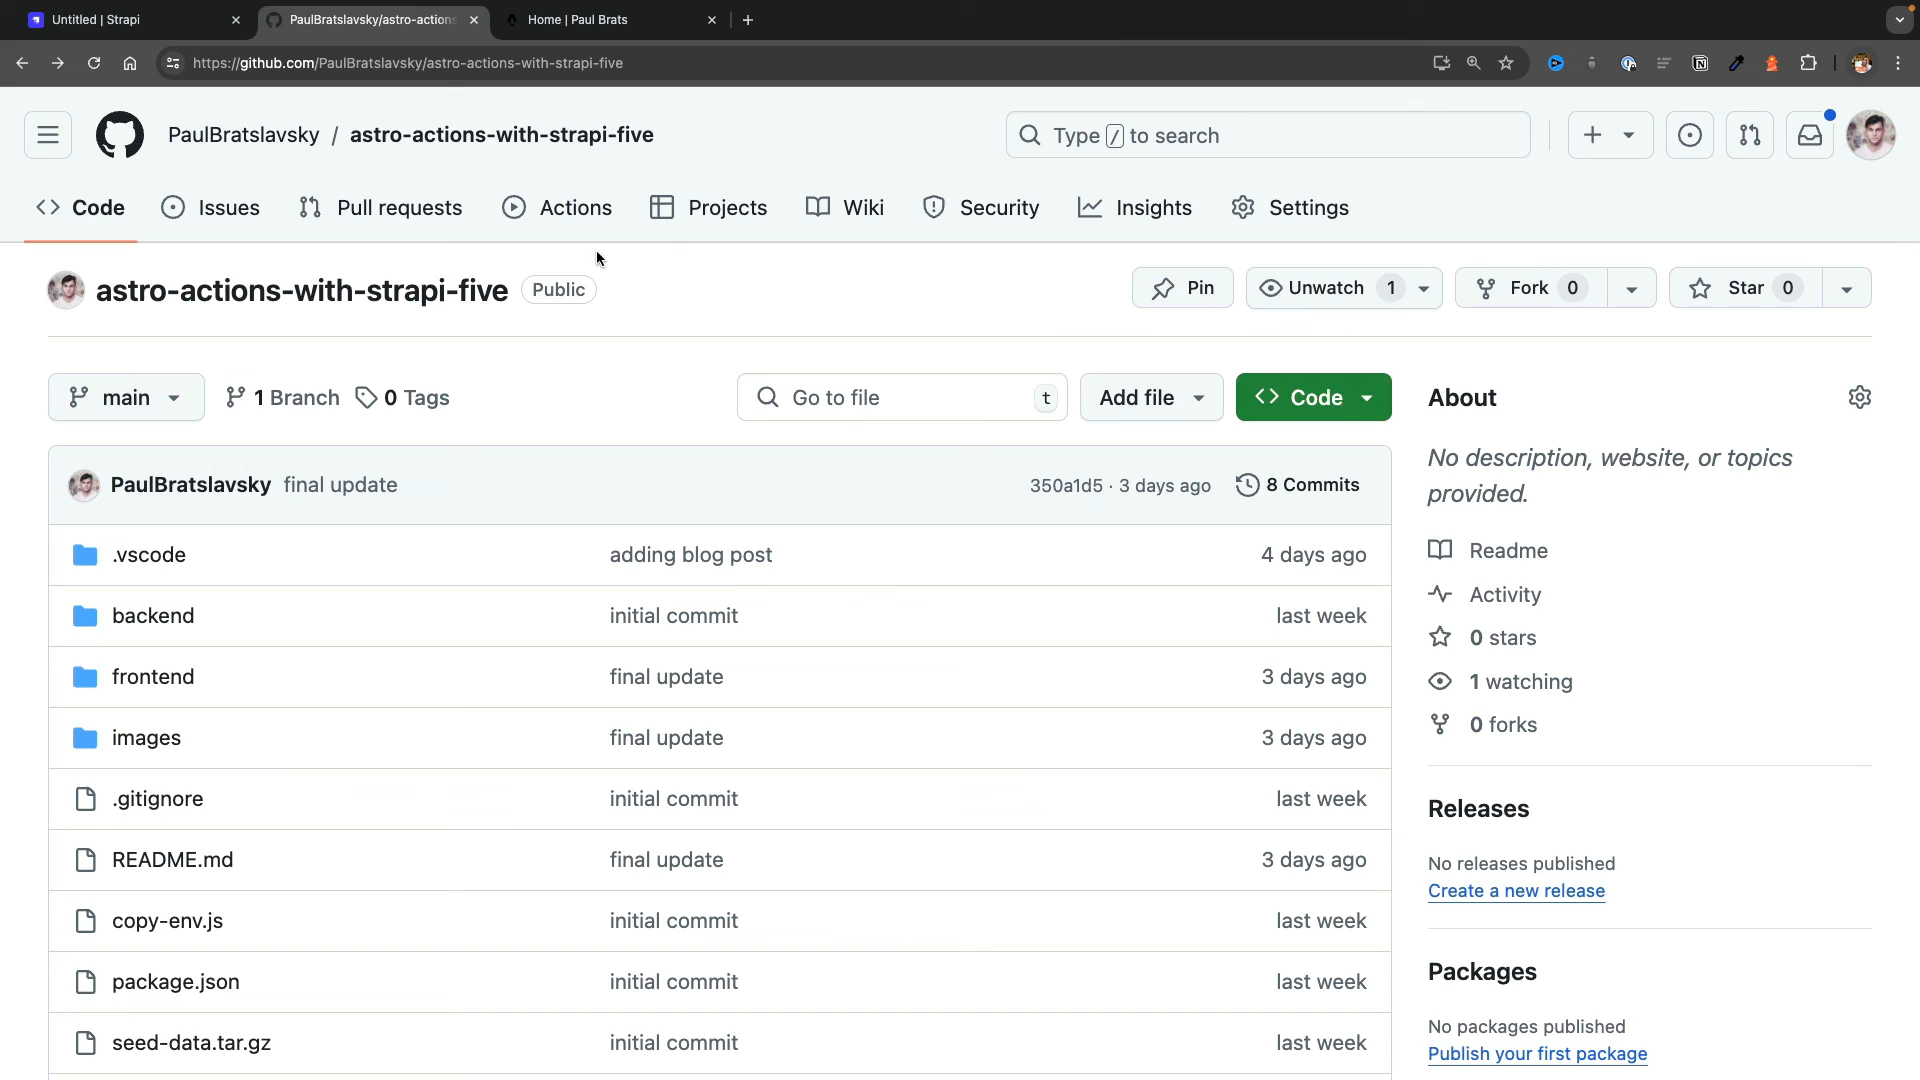 Untitled | Strapi
PaulBratslavsky/astro-actions
Home | Paul Brats
https://github.com/PaulBratslavsky/astro-actions-with-strapi-five
PaulBratslavsky / astro-actions-with-strapi-five
Type / to search
Code
Issues
Pull requests
Actions
Projects
Wiki
Security
Insights
Settings
astro-actions-with-strapi-five
Public
Pin
Unwatch 1
Fork 0
Star 0
main
1 Branch
0 Tags
Go to file
t
Add file
Code
PaulBratslavsky final update
350a1d5 · 3 days ago
8 Commits
.vscode
adding blog post
4 days ago
backend
initial commit
last week
frontend
final update
3 days ago
images
final update
3 days ago
.gitignore
initial commit
last week
README.md
final update
3 days ago
copy-env.js
initial commit
last week
package.json
initial commit
last week
seed-data.tar.gz
initial commit
last week
About
No description, website, or topics
provided.
Readme
Activity
0 stars
1 watching
0 forks
Releases
No releases published
Create a new release
Packages
No packages published
Publish your first package